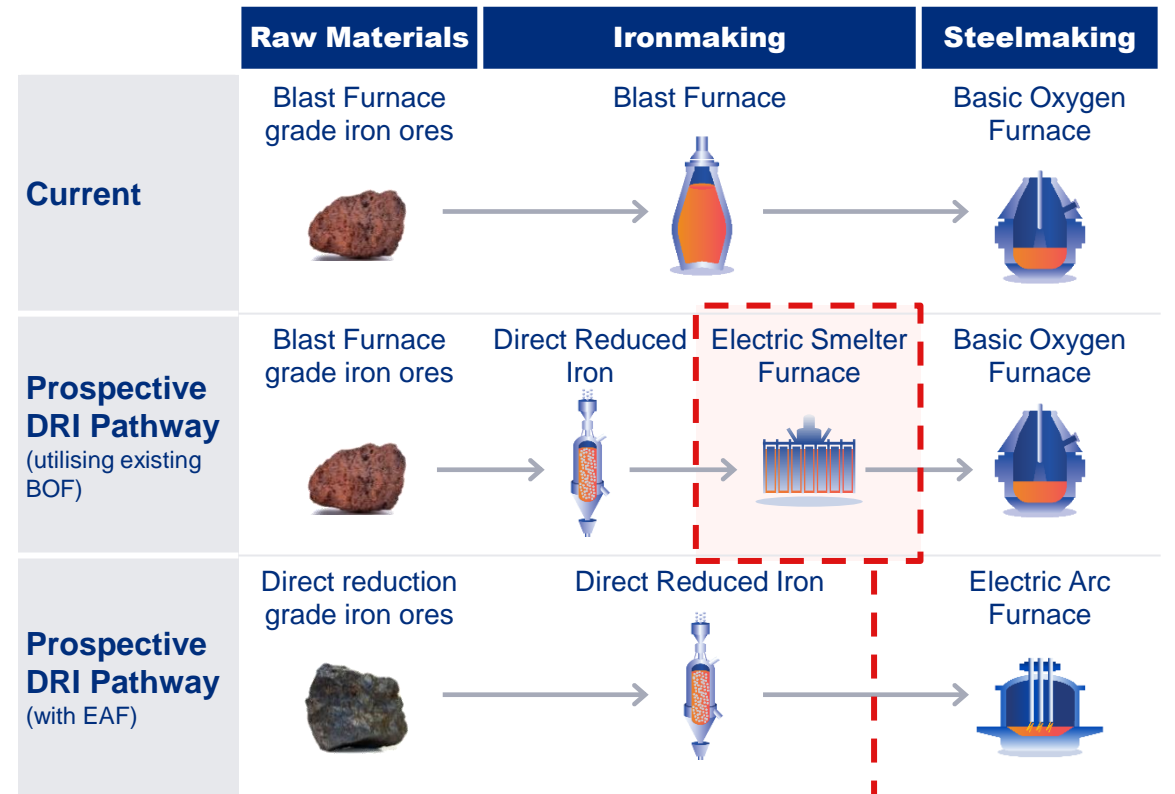 Raw Materials
Ironmaking
Steelmaking
Current
Blast Furnace
grade iron ores
Blast Furnace
Basic Oxygen
Furnace
Prospective
DRI Pathway
(utilising existing
BOF)
Blast Furnace
grade iron ores
Direct Reduced
Iron
Electric Smelter
Furnace
Basic Oxygen
Furnace
Prospective
DRI Pathway
(with EAF)
Direct reduction
grade iron ores
Direct Reduced Iron
Electric Arc
Furnace